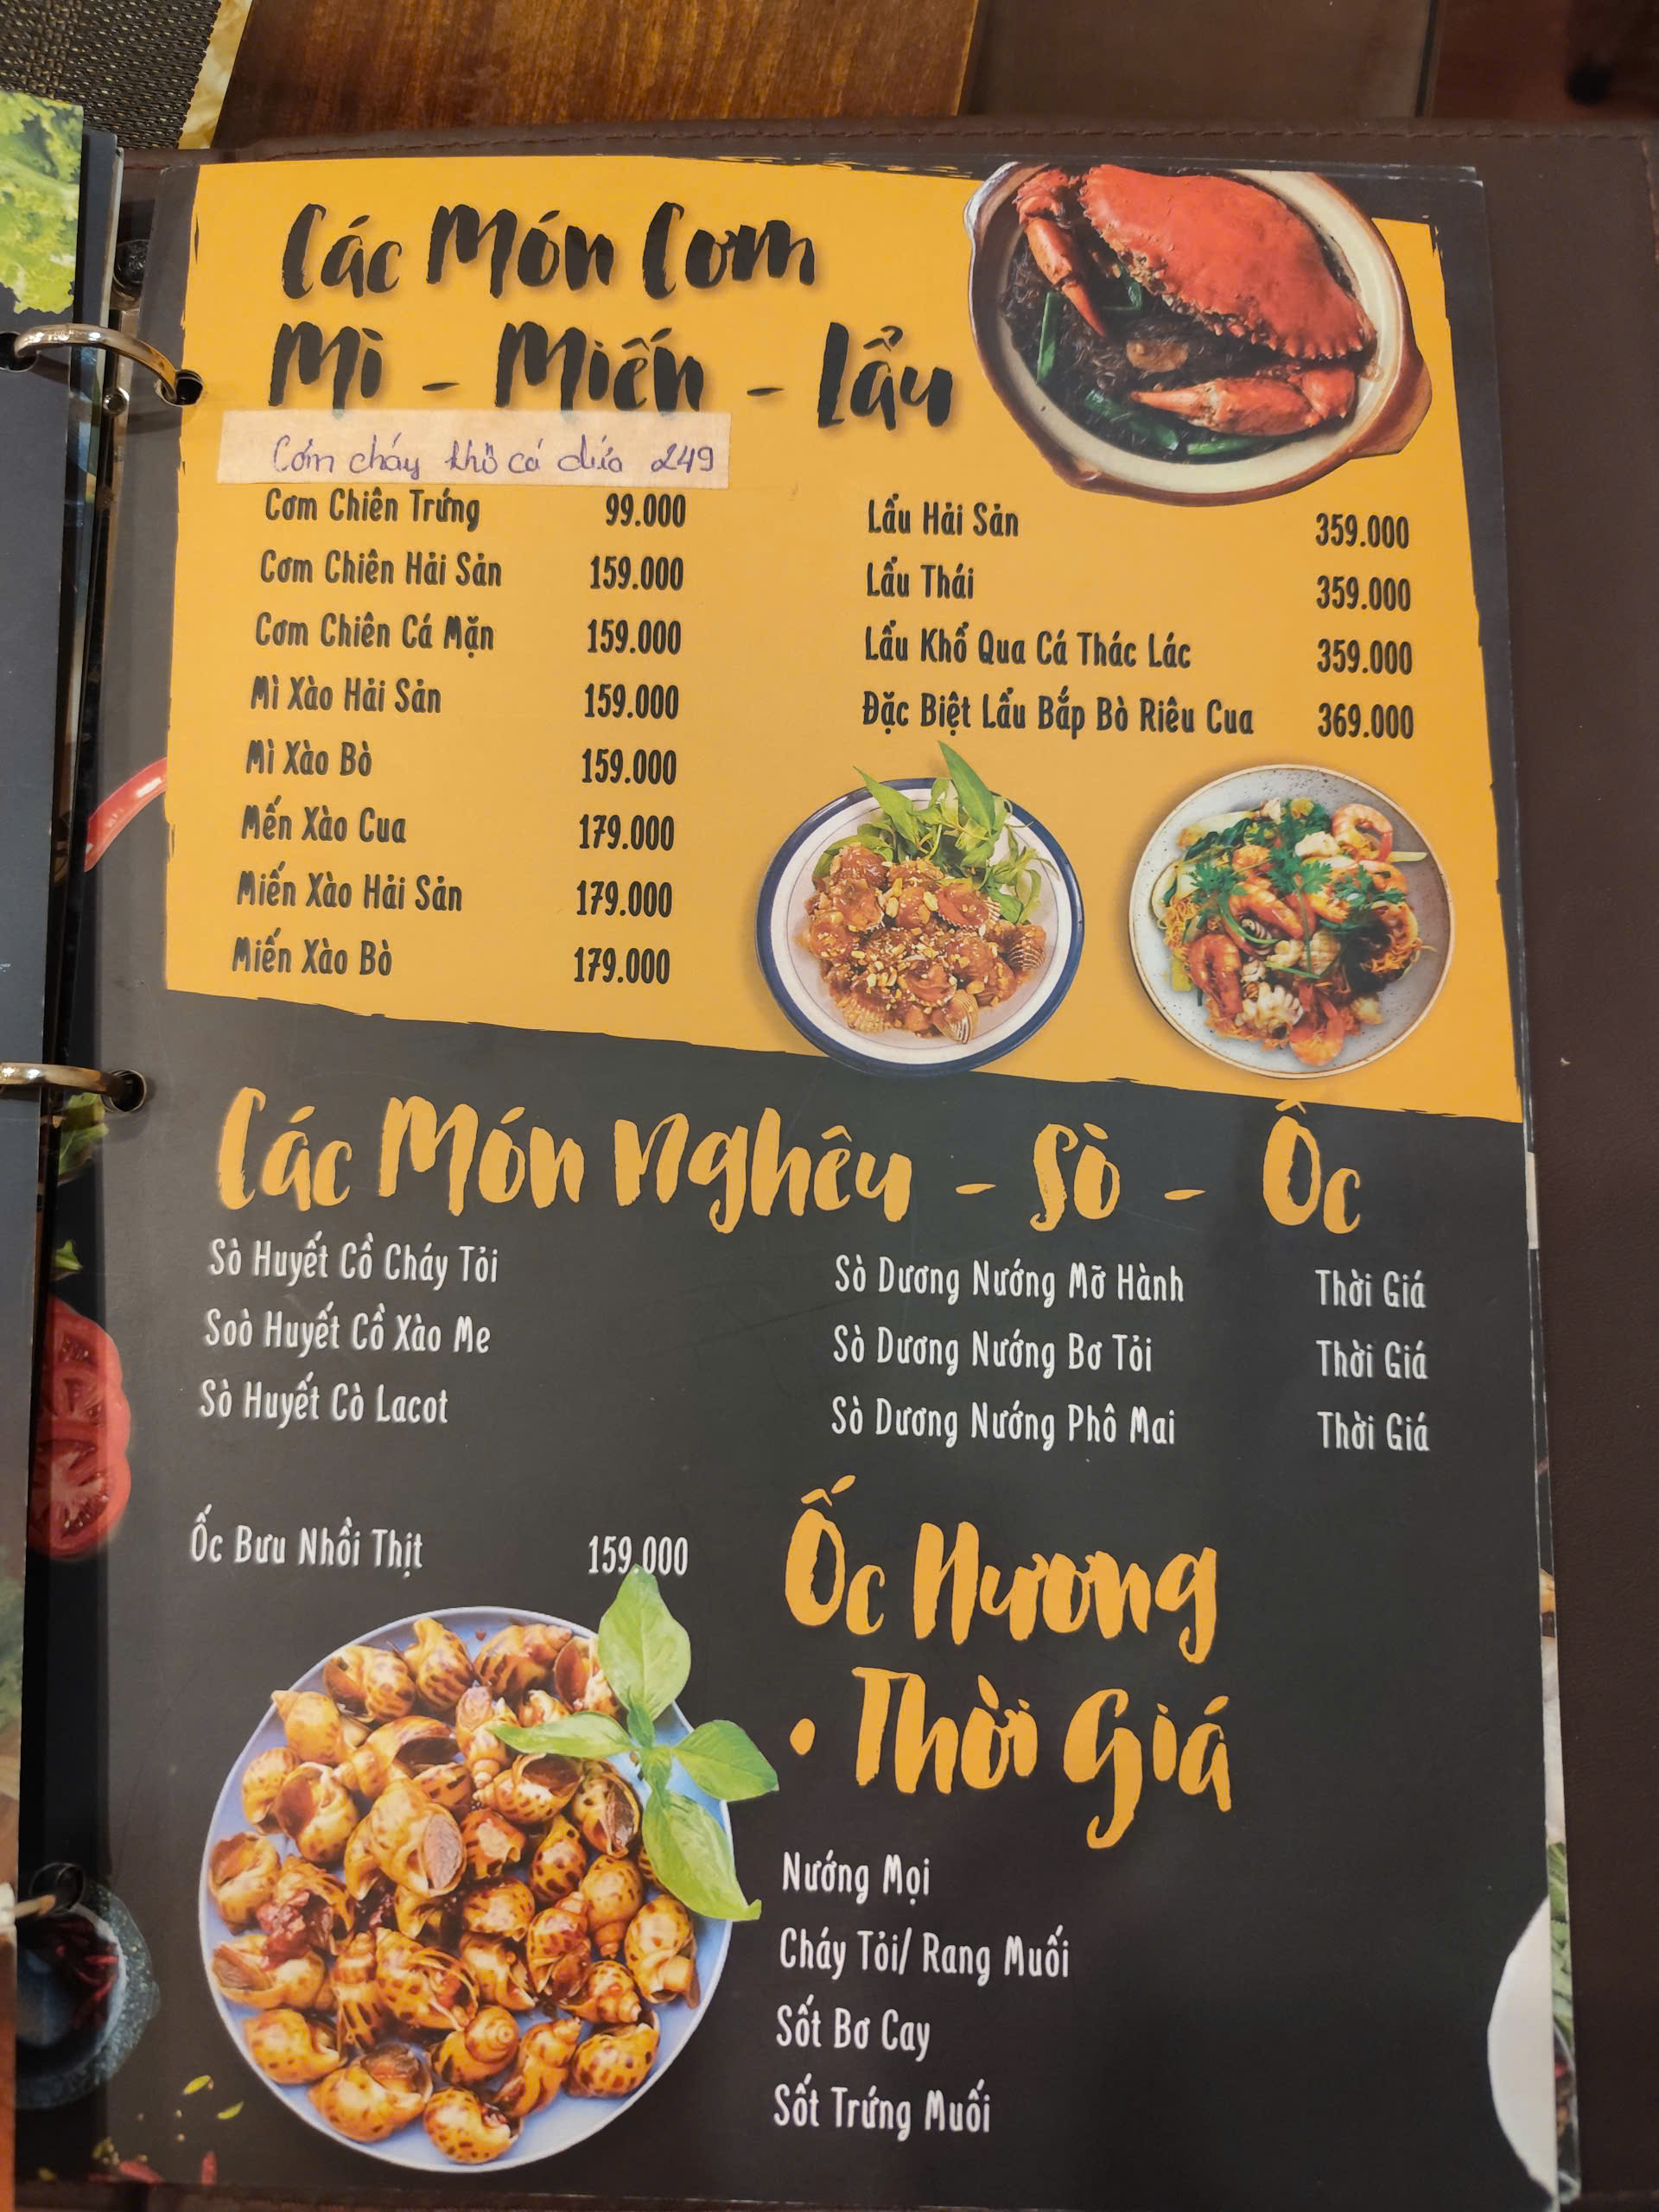 Các Món Cơm
Mì - Miến - Lẩu
Cơm cháy khô cá dứa 249
Cơm Chiên Trứng 99.000
Cơm Chiên Hải Sản 159.000
Cơm Chiên Cá Mặn 159.000
Mì Xào Hải Sản 159.000
Mì Xào Bò 159.000
Mến Xào Cua 179.000
Miến Xào Hải Sản 179.000
Miến Xào Bò 179.000
Lẩu Hải Sản 359.000
Lẩu Thái 359.000
Lẩu Khổ Qua Cá Thác Lác 359.000
Đặc Biệt Lẩu Bắp Bò Riêu Cua 369.000
Các Món Nghêu - Sò - Ốc
Sò Huyết Cồ Cháy Tỏi
Soò Huyết Cồ Xào Me
Sò Huyết Cò Lacot
Ốc Bươu Nhồi Thịt 159.000
Sò Dương Nướng Mỡ Hành Thời Giá
Sò Dương Nướng Bơ Tỏi Thời Giá
Sò Dương Nướng Phô Mai Thời Giá
Ốc Hương
• Thời Giá
Nướng Mọi
Cháy Tỏi/ Rang Muối
Sốt Bơ Cay
Sốt Trứng Muối